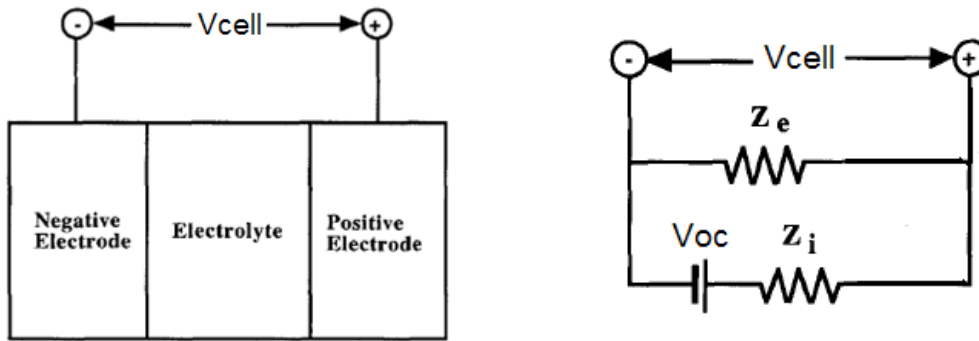 - Vcell +
Negative
Electrode
Electrolyte
Positive
Electrode
- Vcell +
Z e
Voc
Z i